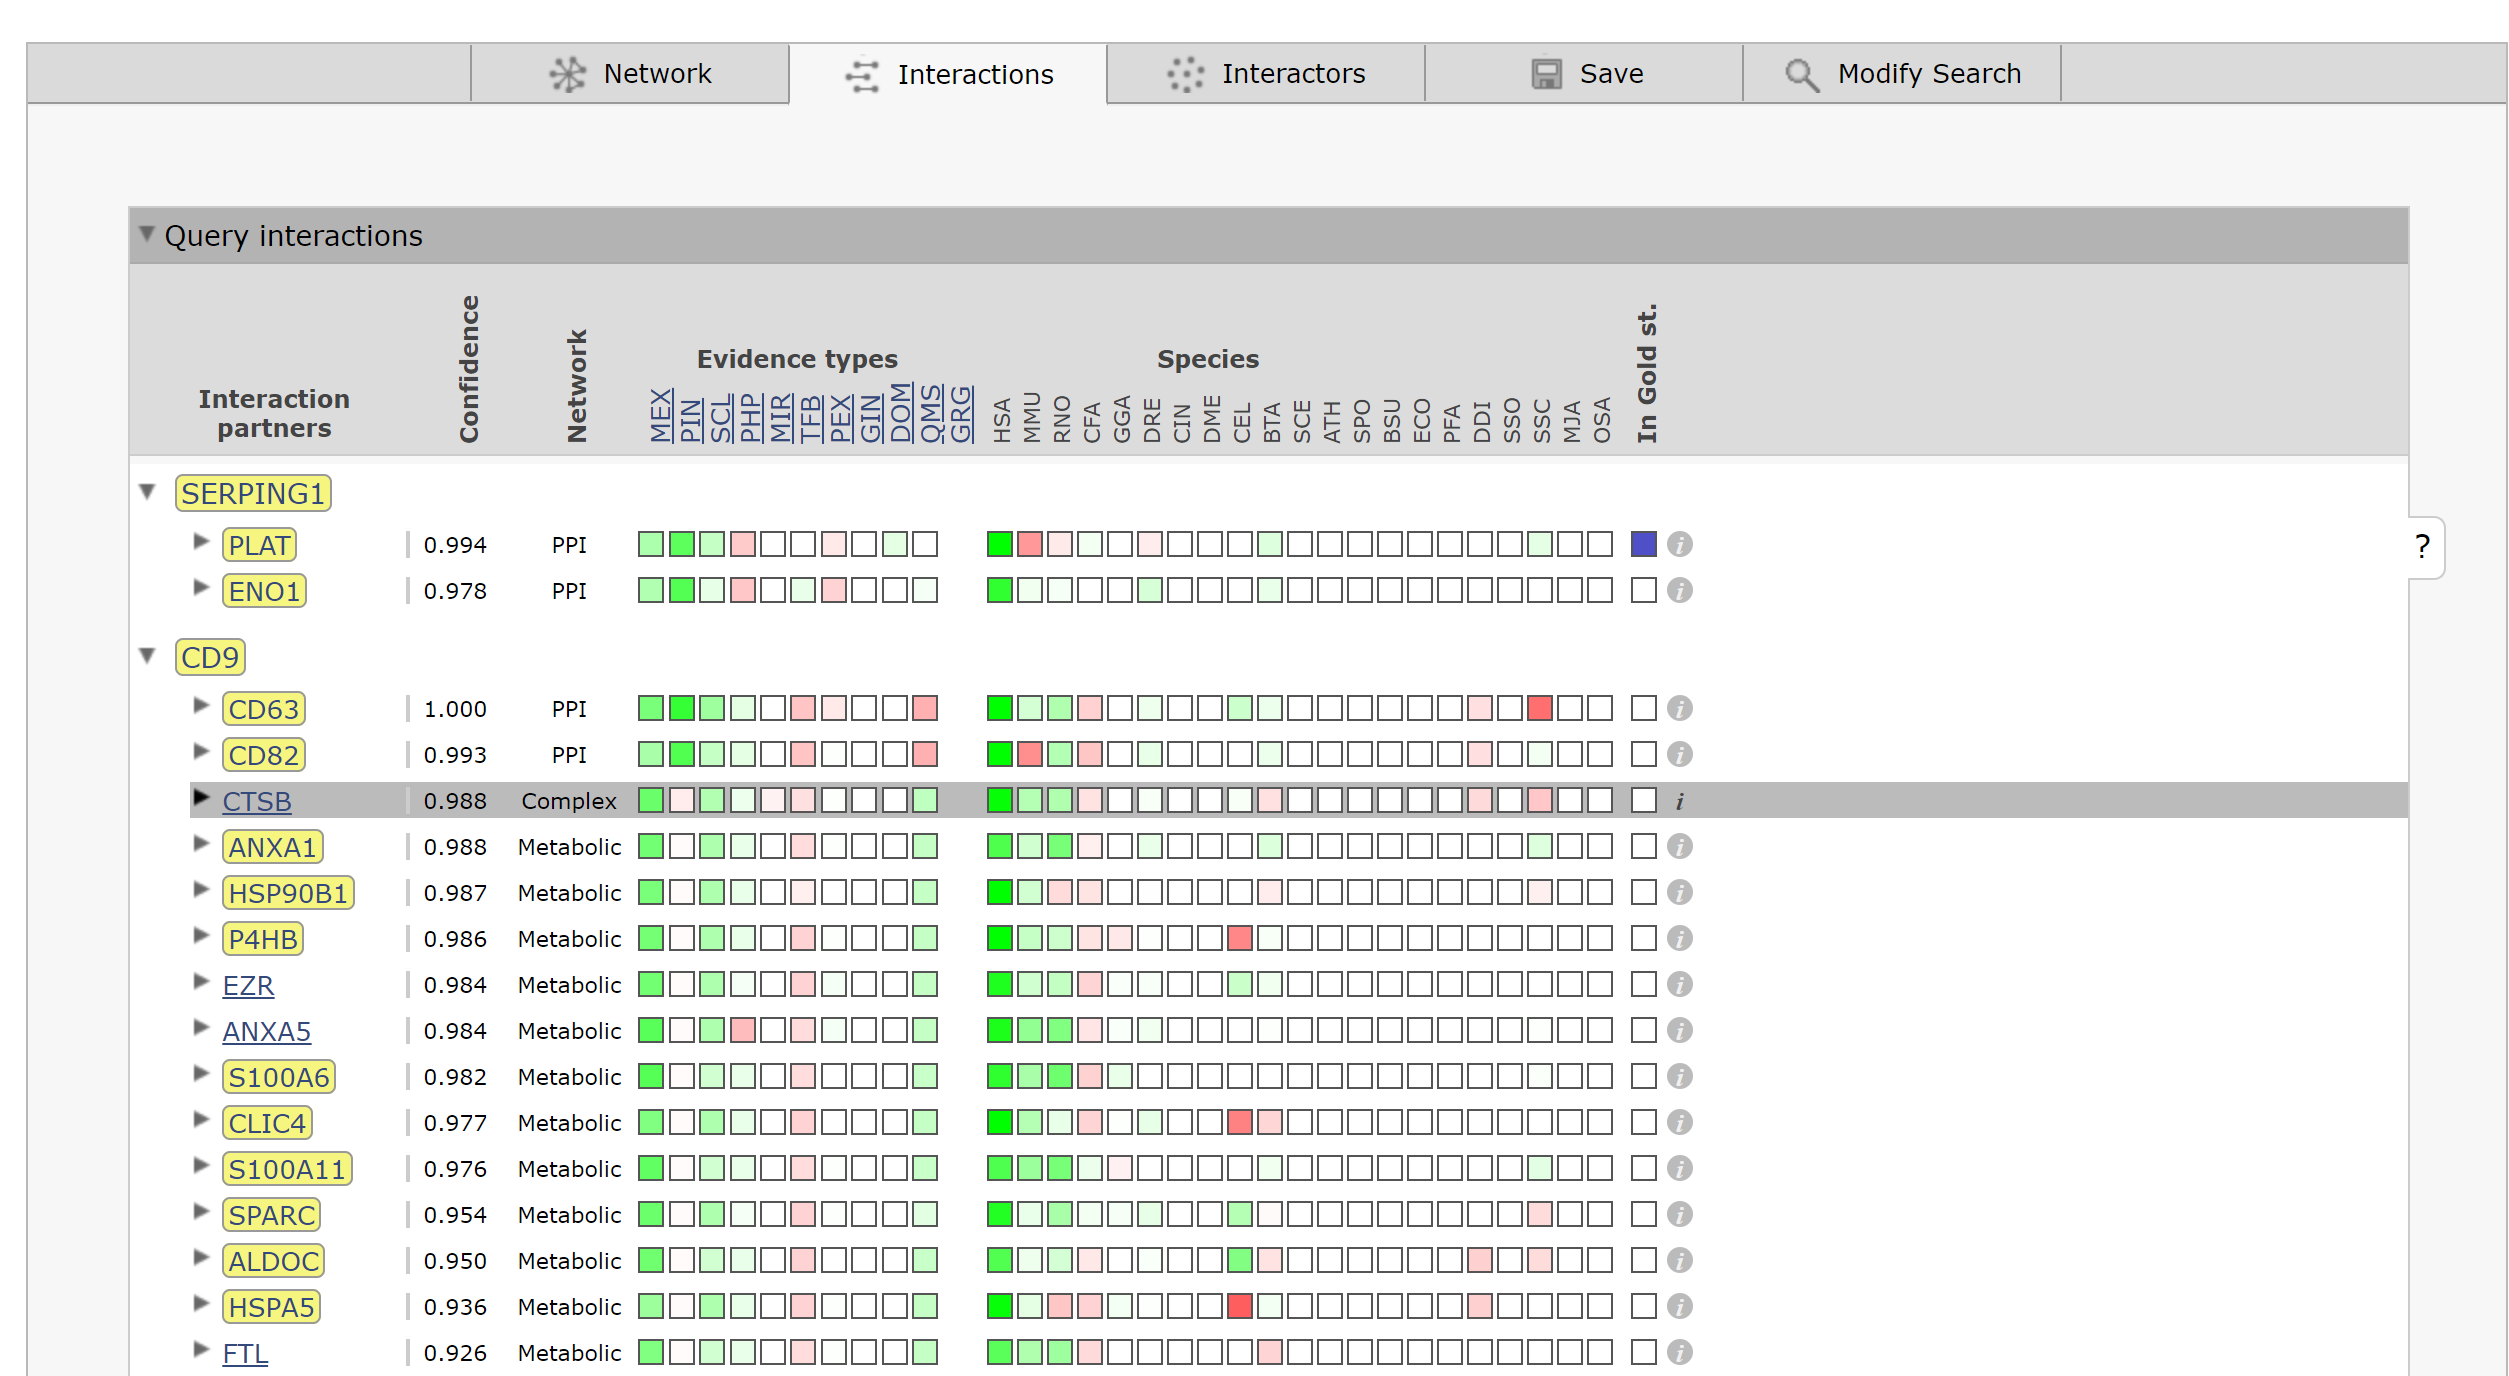 Network Interactions Interactors Save Modify Search
Query interactions
Interaction partners Confidence Network Evidence types Species In Gold st.
MEX PIN SCL PHP MIR TFB PEX GIN DOM QMS GRG HSA MMU RNO CFA GGA DRE CIN DME CEL BTA SCE ATH SPO BSU ECO PFA DDI SSO SSC MJA OSA
SERPING1
PLAT 0.994 PPI i
?
ENO1 0.978 PPI i
CD9
CD63 1.000 PPI i
CD82 0.993 PPI i
CTSB 0.988 Complex i
ANXA1 0.988 Metabolic i
HSP90B1 0.987 Metabolic i
P4HB 0.986 Metabolic i
EZR 0.984 Metabolic i
ANXA5 0.984 Metabolic i
S100A6 0.982 Metabolic i
CLIC4 0.977 Metabolic i
S100A11 0.976 Metabolic i
SPARC 0.954 Metabolic i
ALDOC 0.950 Metabolic i
HSPA5 0.936 Metabolic i
FTL 0.926 Metabolic i